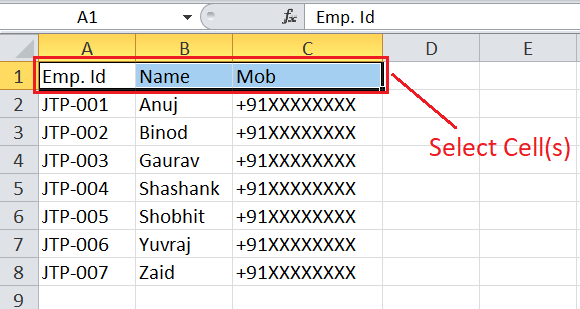 A1 fx Emp. Id
A B C D E
1 Emp. Id Name Mob
2 JTP-001 Anuj +91XXXXXXXX
3 JTP-002 Binod +91XXXXXXXX
4 JTP-003 Gaurav +91XXXXXXXX
5 JTP-004 Shashank +91XXXXXXXX
6 JTP-005 Shobhit +91XXXXXXXX
7 JTP-006 Yuvraj +91XXXXXXXX
8 JTP-007 Zaid +91XXXXXXXX
9
Select Cell(s)